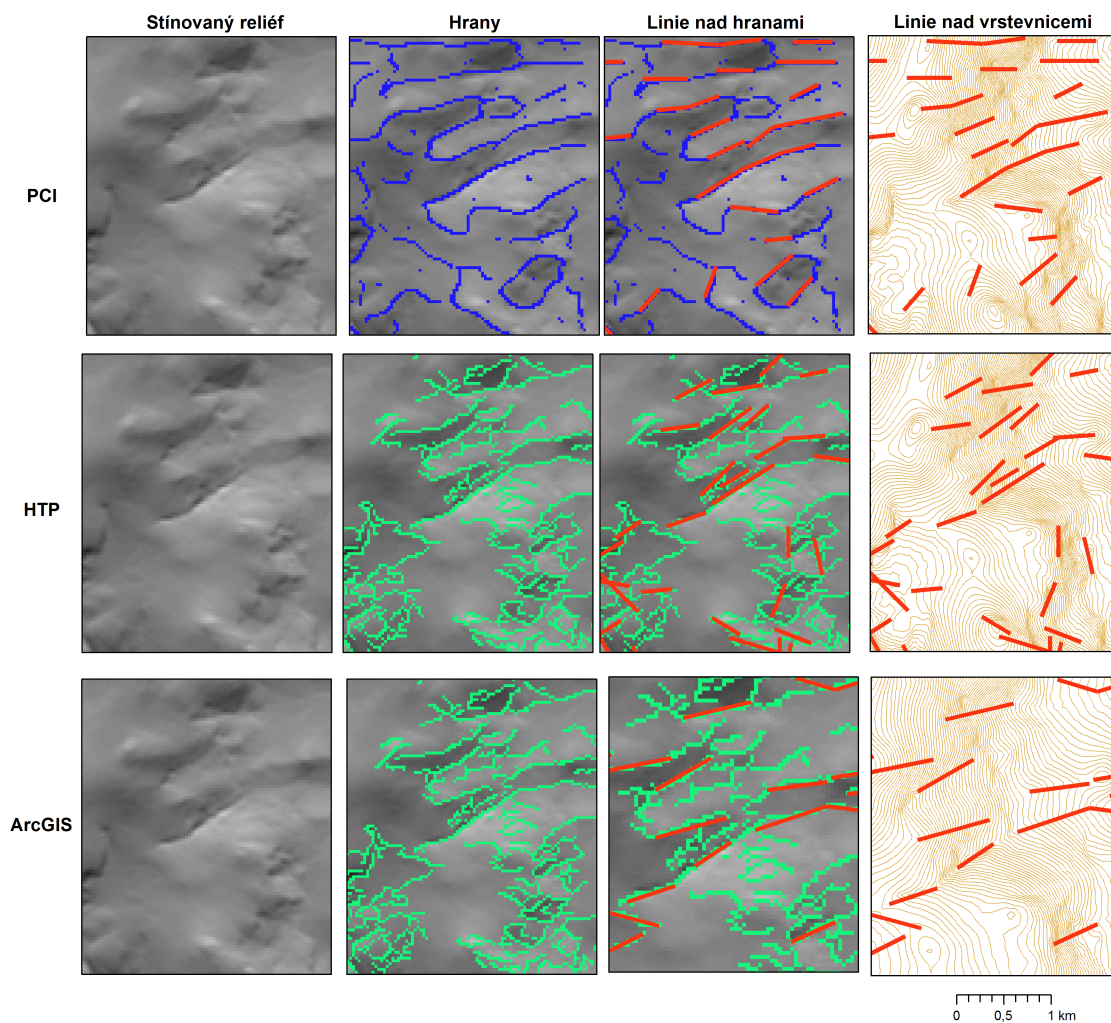 Stínovaný reliéf Hrany Linie nad hranami Linie nad vrstevnicemi
PCI
HTP
ArcGIS
0 0,5 1 km